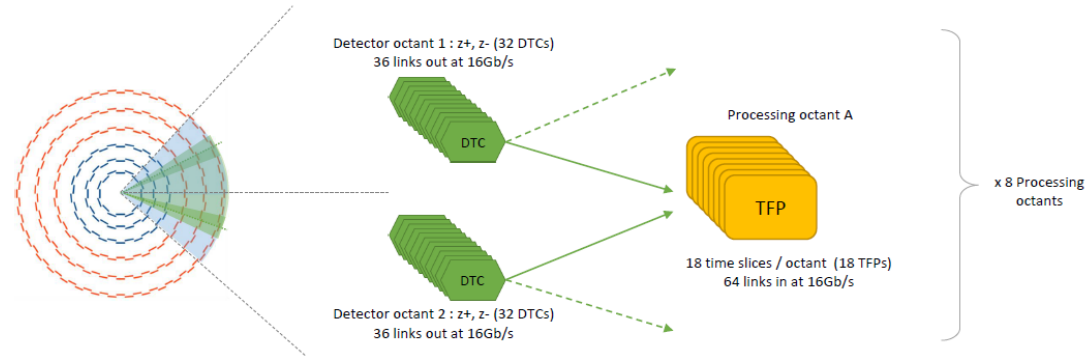 Detector octant 1 : z+, z- (32 DTCs)
36 links out at 16Gb/s
DTC
Processing octant A
TFP
x 8 Processing
octants
DTC
18 time slices / octant (18 TFPs)
64 links in at 16Gb/s
Detector octant 2 : z+, z- (32 DTCs)
36 links out at 16Gb/s